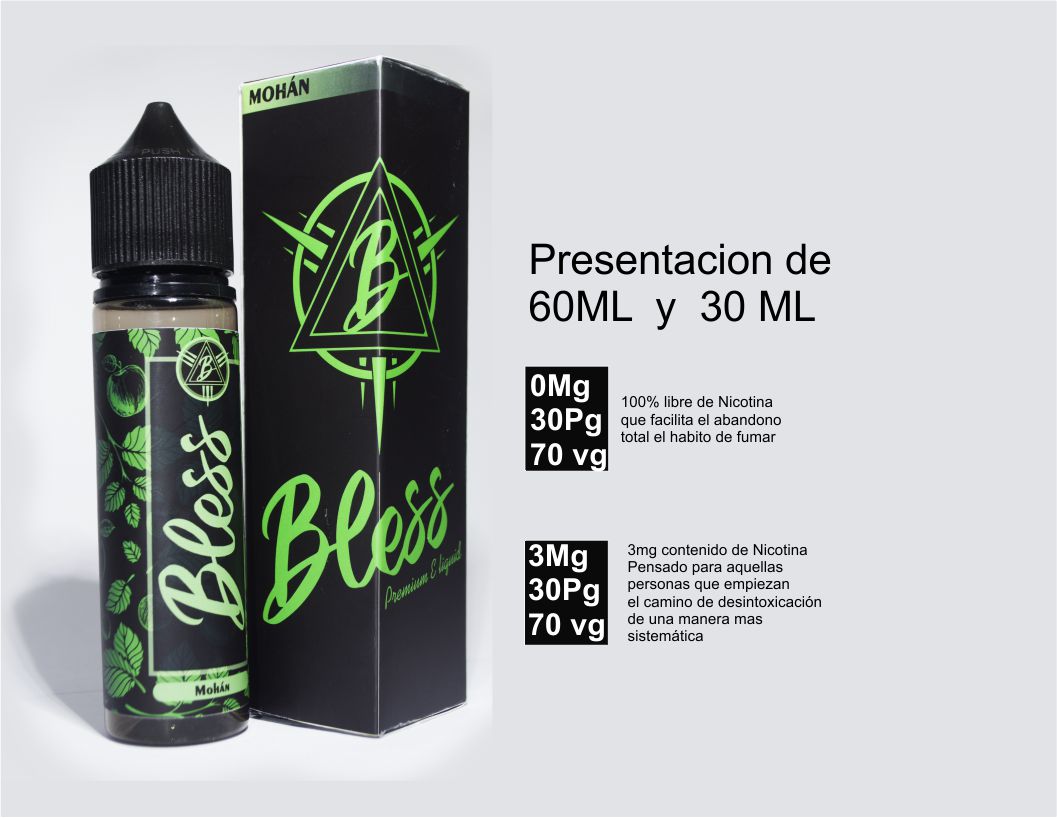 MOHÁN
PUSH
B
Bless
Premium E liquid
B
Bless
Mohán
Presentacion de
60ML y 30 ML
0Mg
30Pg
70 vg
100% libre de Nicotina
que facilita el abandono
total el habito de fumar
3Mg
30Pg
70 vg
3mg contenido de Nicotina
Pensado para aquellas
personas que empiezan
el camino de desintoxicación
de una manera mas
sistemática